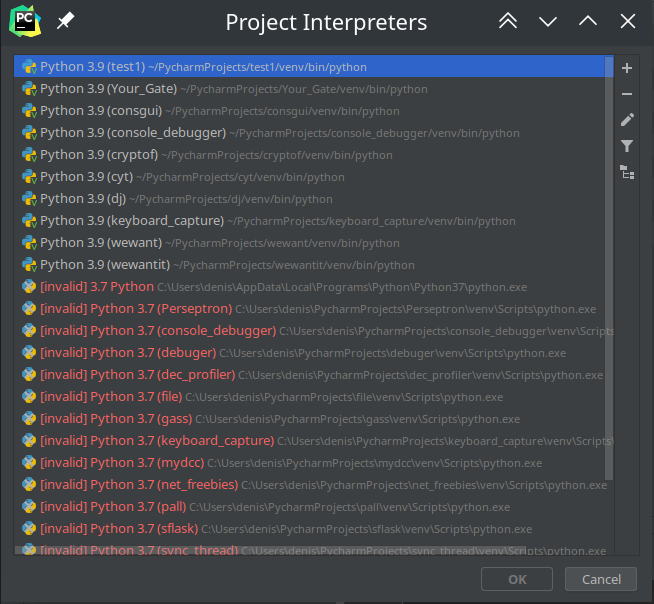 PC
Project Interpreters
Python 3.9 (test1) ~/PycharmProjects/test1/venv/bin/python
Python 3.9 (Your_Gate) ~/PycharmProjects/Your_Gate/venv/bin/python
Python 3.9 (consgui) ~/PycharmProjects/consgui/venv/bin/python
Python 3.9 (console_debugger) ~/PycharmProjects/console_debugger/venv/bin/python
Python 3.9 (cryptof) ~/PycharmProjects/cryptof/venv/bin/python
Python 3.9 (cyt) ~/PycharmProjects/cyt/venv/bin/python
Python 3.9 (dj) ~/PycharmProjects/dj/venv/bin/python
Python 3.9 (keyboard_capture) ~/PycharmProjects/keyboard_capture/venv/bin/python
Python 3.9 (wewant) ~/PycharmProjects/wewant/venv/bin/python
Python 3.9 (wewantit) ~/PycharmProjects/wewantit/venv/bin/python
[invalid] 3.7 Python C:\Users\denis\AppData\Local\Programs\Python\Python37\python.exe
[invalid] Python 3.7 (Perseptron) C:\Users\denis\PycharmProjects\Perseptron\venv\Scripts\python.exe
[invalid] Python 3.7 (console_debugger) C:\Users\denis\PycharmProjects\console_debugger\venv\Scripts
[invalid] Python 3.7 (debuger) C:\Users\denis\PycharmProjects\debuger\venv\Scripts\python.exe
[invalid] Python 3.7 (dec_profiler) C:\Users\denis\PycharmProjects\dec_profiler\venv\Scripts\python.exe
[invalid] Python 3.7 (file) C:\Users\denis\PycharmProjects\file\venv\Scripts\python.exe
[invalid] Python 3.7 (gass) C:\Users\denis\PycharmProjects\gass\venv\Scripts\python.exe
[invalid] Python 3.7 (keyboard_capture) C:\Users\denis\PycharmProjects\keyboard_capture\venv\Scripts\
[invalid] Python 3.7 (mydcc) C:\Users\denis\PycharmProjects\mydcc\venv\Scripts\python.exe
[invalid] Python 3.7 (net_freebies) C:\Users\denis\PycharmProjects\net_freebies\venv\Scripts\python.exe
[invalid] Python 3.7 (pall) C:\Users\denis\PycharmProjects\pall\venv\Scripts\python.exe
[invalid] Python 3.7 (sflask) C:\Users\denis\PycharmProjects\sflask\venv\Scripts\python.exe
[invalid] Python 3.7 (sync_thread) C:\Users\denis\PycharmProjects\sync_thread\venv\Scripts\python.exe
OK
Cancel